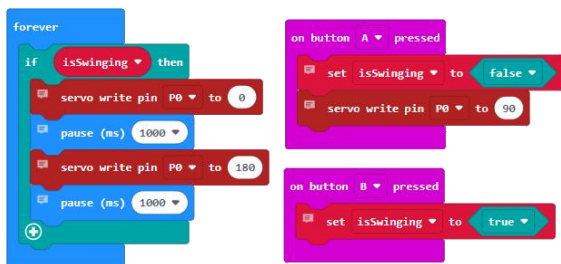 forever
if isSwinging then
servo write pin P0 to 0
pause (ms) 1000
servo write pin P0 to 180
pause (ms) 1000
on button A pressed
set isSwinging to false
servo write pin P0 to 90
on button B pressed
set isSwinging to true